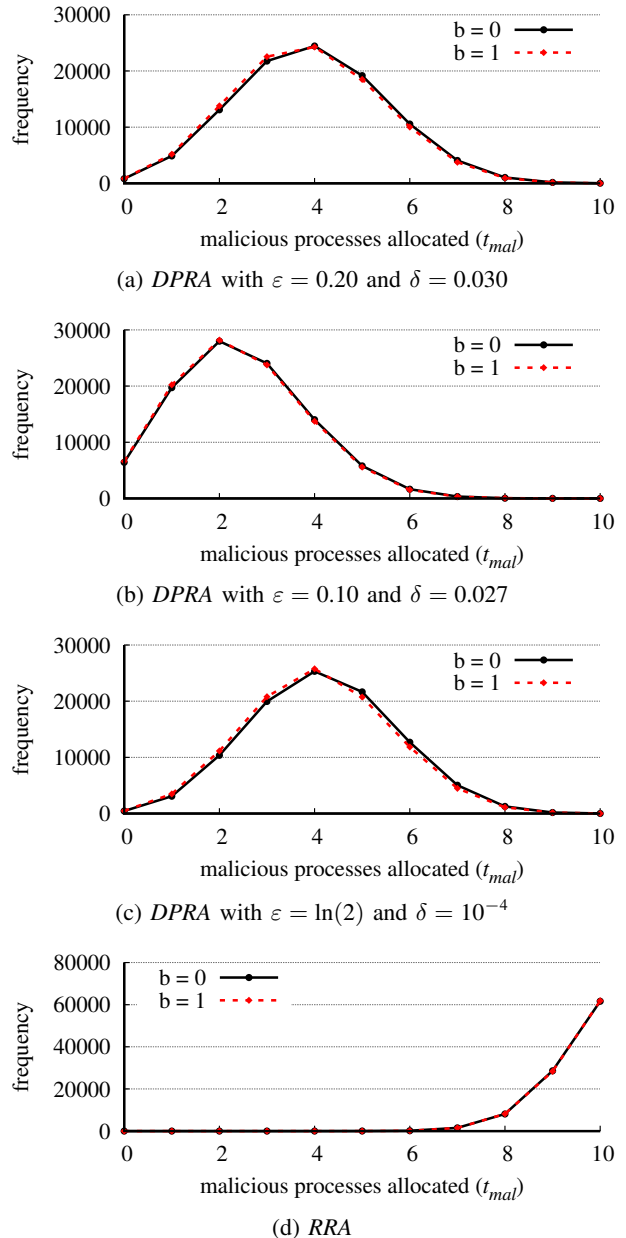 30000
b = 0
b = 1
20000
frequency
10000
0
0 2 4 6 8 10
malicious processes allocated (t_mal)
(a) DPRA with ε = 0.20 and δ = 0.030
30000
b = 0
b = 1
20000
frequency
10000
0
0 2 4 6 8 10
malicious processes allocated (t_mal)
(b) DPRA with ε = 0.10 and δ = 0.027
30000
b = 0
b = 1
20000
frequency
10000
0
0 2 4 6 8 10
malicious processes allocated (t_mal)
(c) DPRA with ε = ln(2) and δ = 10⁻⁴
80000
b = 0
b = 1
60000
frequency
40000
20000
0
0 2 4 6 8 10
malicious processes allocated (t_mal)
(d) RRA